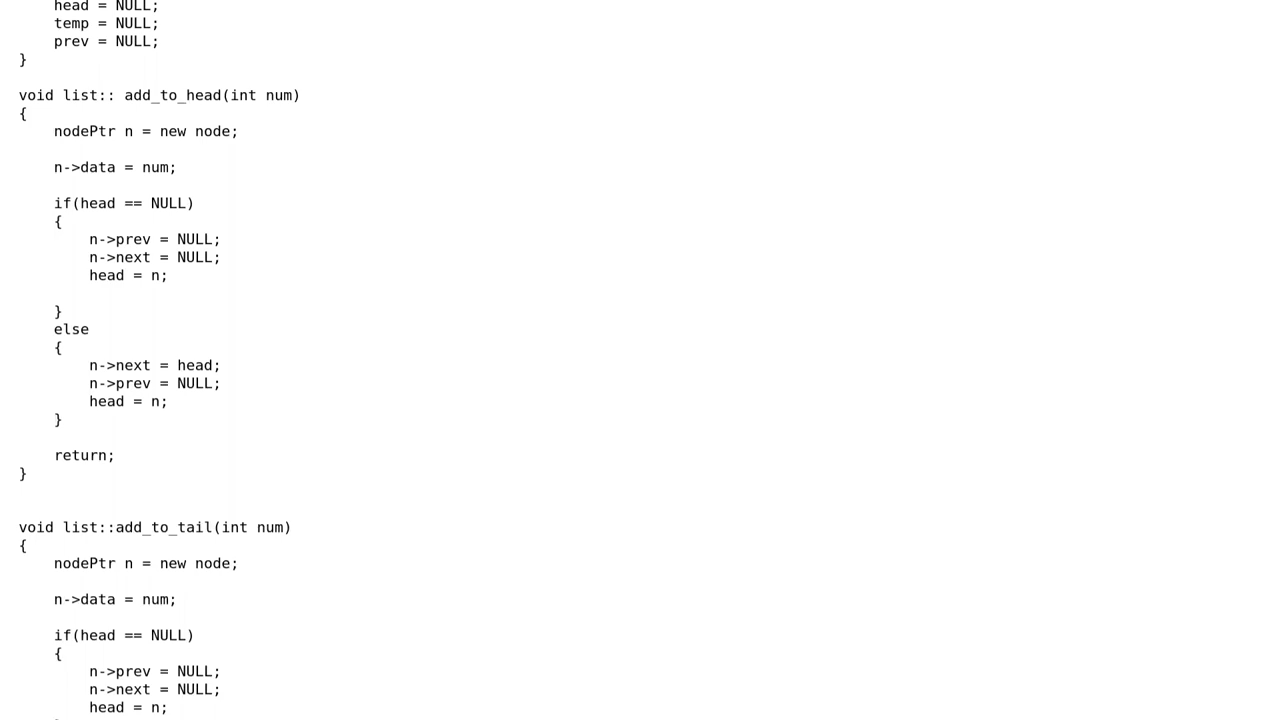 head = NULL;
temp = NULL;
prev = NULL;
}
void list:: add_to_head(int num)
{
nodePtr n = new node;
n->data = num;
if(head == NULL)
{
n->prev = NULL;
n->next = NULL;
head = n;
}
else
{
n->next = head;
n->prev = NULL;
head = n;
}
return;
}
void list::add_to_tail(int num)
{
nodePtr n = new node;
n->data = num;
if(head == NULL)
{
n->prev = NULL;
n->next = NULL;
head = n;